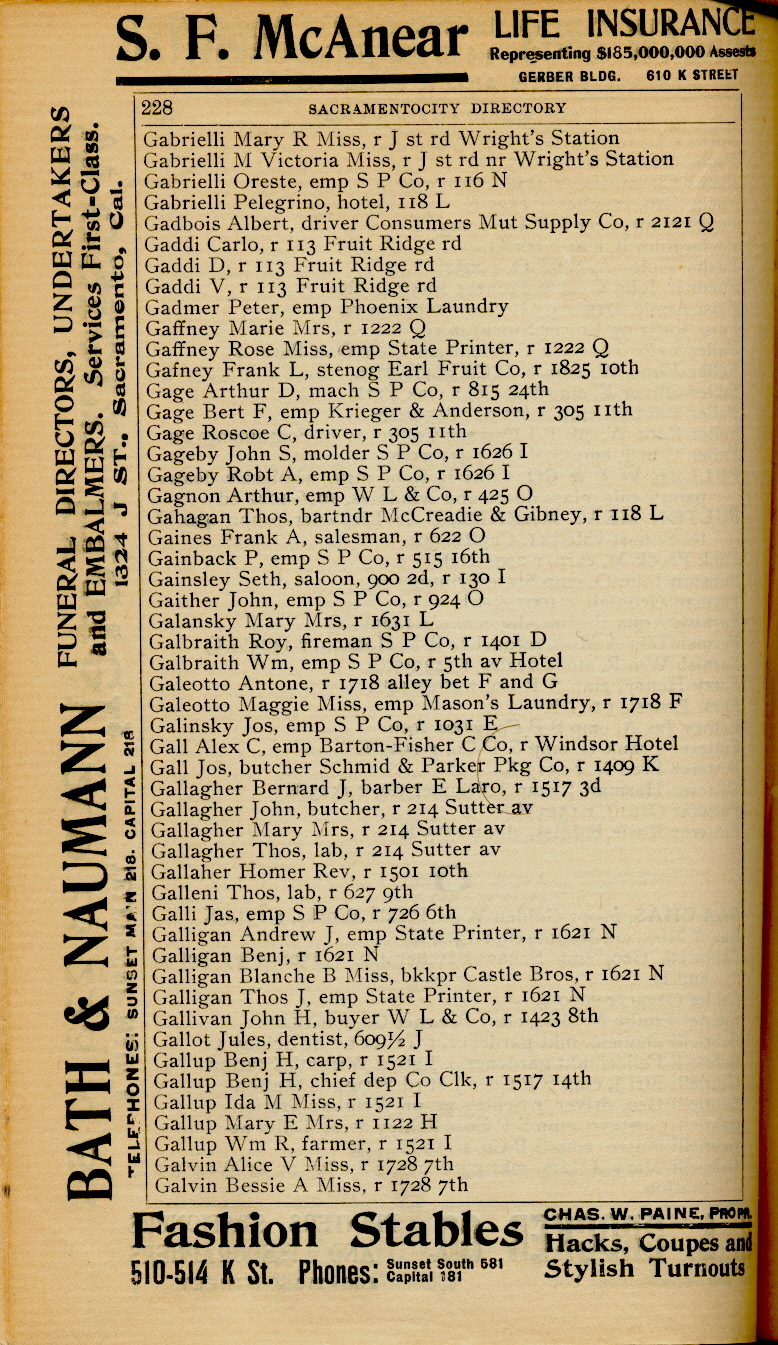 S. F. McAnear
LIFE INSURANCE
Representing $185,000,000 Assests
GERBER BLDG. 610 K STREET
BATH & NAUMANN FUNERAL DIRECTORS, UNDERTAKERS
and EMBALMERS. Services First-Class.
1324 J ST., Sacramento, Cal.
TELEPHONES: SUNSET MAIN 218. CAPITAL 218
228 SACRAMENTOCITY DIRECTORY
Gabrielli Mary R Miss, r J st rd Wright's Station
Gabrielli M Victoria Miss, r J st rd nr Wright's Station
Gabrielli Oreste, emp S P Co, r 116 N
Gabrielli Pelegrino, hotel, 118 L
Gadbois Albert, driver Consumers Mut Supply Co, r 2121 Q
Gaddi Carlo, r 113 Fruit Ridge rd
Gaddi D, r 113 Fruit Ridge rd
Gaddi V, r 113 Fruit Ridge rd
Gadmer Peter, emp Phoenix Laundry
Gaffney Marie Mrs, r 1222 Q
Gaffney Rose Miss, emp State Printer, r 1222 Q
Gafney Frank L, stenog Earl Fruit Co, r 1825 10th
Gage Arthur D, mach S P Co, r 815 24th
Gage Bert F, emp Krieger & Anderson, r 305 11th
Gage Roscoe C, driver, r 305 11th
Gageby John S, molder S P Co, r 1626 I
Gageby Robt A, emp S P Co, r 1626 I
Gagnon Arthur, emp W L & Co, r 425 O
Gahagan Thos, bartndr McCreadie & Gibney, r 118 L
Gaines Frank A, salesman, r 622 O
Gainback P, emp S P Co, r 515 16th
Gainsley Seth, saloon, 900 2d, r 130 I
Gaither John, emp S P Co, r 924 O
Galansky Mary Mrs, r 1631 L
Galbraith Roy, fireman S P Co, r 1401 D
Galbraith Wm, emp S P Co, r 5th av Hotel
Galeotto Antone, r 1718 alley bet F and G
Galeotto Maggie Miss, emp Mason's Laundry, r 1718 F
Galinsky Jos, emp S P Co, r 1031 E
Gall Alex C, emp Barton-Fisher C Co, r Windsor Hotel
Gall Jos, butcher Schmid & Parker Pkg Co, r 1409 K
Gallagher Bernard J, barber E Laro, r 1517 3d
Gallagher John, butcher, r 214 Sutter av
Gallagher Mary Mrs, r 214 Sutter av
Gallagher Thos, lab, r 214 Sutter av
Gallaher Homer Rev, r 1501 10th
Galleni Thos, lab, r 627 9th
Galli Jas, emp S P Co, r 726 6th
Galligan Andrew J, emp State Printer, r 1621 N
Galligan Benj, r 1621 N
Galligan Blanche B Miss, bkkpr Castle Bros, r 1621 N
Galligan Thos J, emp State Printer, r 1621 N
Gallivan John H, buyer W L & Co, r 1423 8th
Gallot Jules, dentist, 609½ J
Gallup Benj H, carp, r 1521 I
Gallup Benj H, chief dep Co Clk, r 1517 14th
Gallup Ida M Miss, r 1521 I
Gallup Mary E Mrs, r 1122 H
Gallup Wm R, farmer, r 1521 I
Galvin Alice V Miss, r 1728 7th
Galvin Bessie A Miss, r 1728 7th
Fashion Stables
510-514 K St. Phones: Sunset South 681
Capital 181
CHAS. W. PAINE, PROPR.
Hacks, Coupes and
Stylish Turnouts